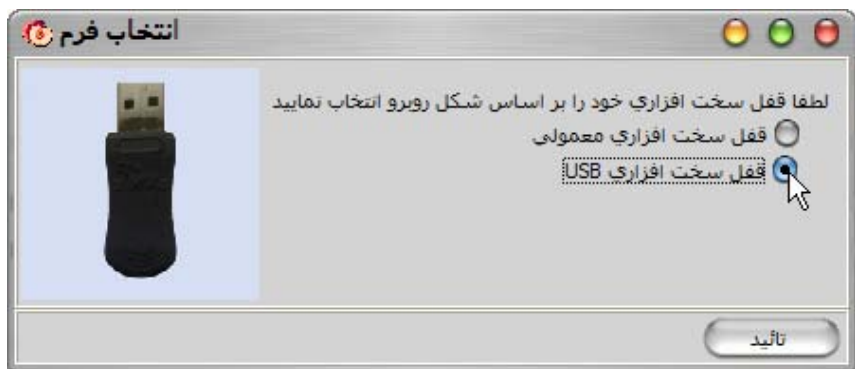 انتخاب فرم
لطفا قفل سخت افزاري خود را بر اساس شکل روبرو انتخاب نماييد
قفل سخت افزاري معمولي
قفل سخت افزاري USB
تائيد